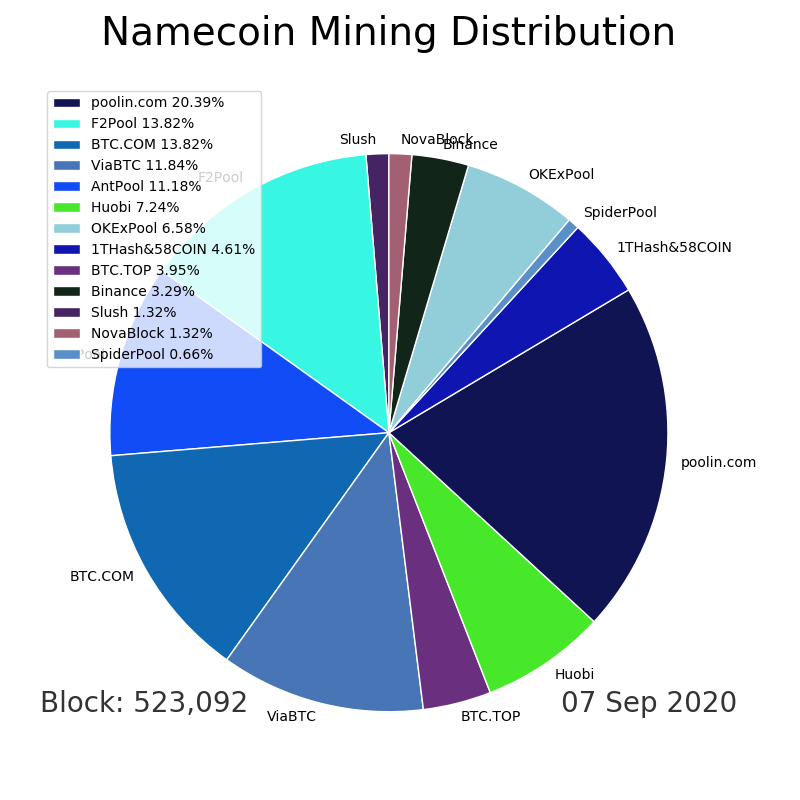 Namecoin Mining Distribution
poolin.com 20.39%
F2Pool 13.82%
BTC.COM 13.82%
ViaBTC 11.84%
AntPool 11.18%
Huobi 7.24%
OKExPool 6.58%
1THash&58COIN 4.61%
BTC.TOP 3.95%
Binance 3.29%
Slush 1.32%
NovaBlock 1.32%
SpiderPool 0.66%
Slush
NovaBlock
Binance
F2Pool
OKExPool
SpiderPool
1THash&58COIN
poolin.com
BTC.COM
Huobi
Block: 523,092
07 Sep 2020
ViaBTC
BTC.TOP